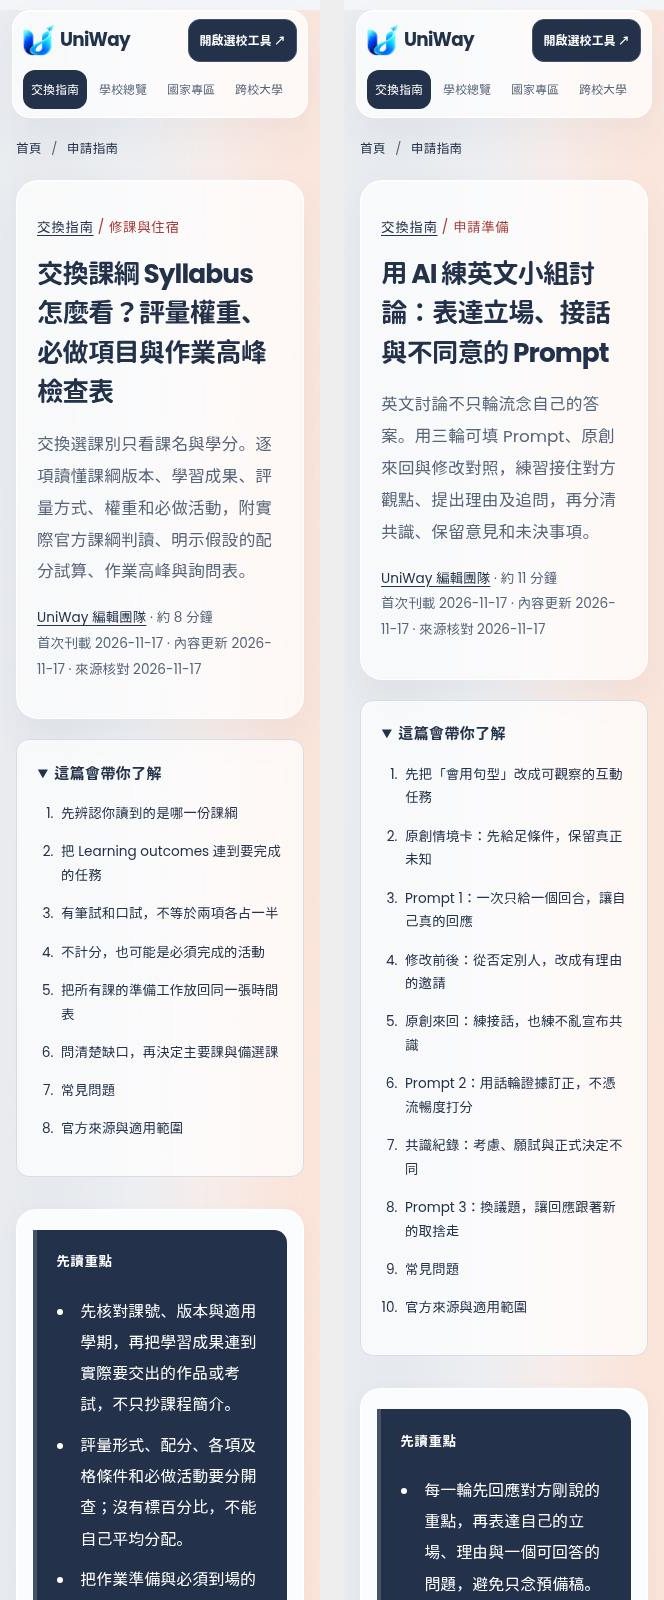 UniWay
開啟選校工具 ↗
交換指南 學校總覽 國家專區 跨校大學
首頁 / 申請指南
交換指南 / 修課與住宿
交換課綱 Syllabus
怎麼看？評量權重、
必做項目與作業高峰
檢查表
交換選課別只看課名與學分。逐
項讀懂課綱版本、學習成果、評
量方式、權重和必做活動，附實
際官方課綱判讀、明示假設的配
分試算、作業高峰與詢問表。
UniWay 編輯團隊 · 約 8 分鐘
首次刊載 2026-11-17 · 內容更新 2026-
11-17 · 來源核對 2026-11-17
▼ 這篇會帶你了解
1. 先辨認你讀到的是哪一份課綱
2. 把 Learning outcomes 連到要完成
的任務
3. 有筆試和口試，不等於兩項各占一半
4. 不計分，也可能是必須完成的活動
5. 把所有課的準備工作放回同一張時間
表
6. 問清楚缺口，再決定主要課與備選課
7. 常見問題
8. 官方來源與適用範圍
先讀重點
• 先核對課號、版本與適用
學期，再把學習成果連到
實際要交出的作品或考
試，不只抄課程簡介。
• 評量形式、配分、各項及
格條件和必做活動要分開
查；沒有標百分比，不能
自己平均分配。
• 把作業準備與必須到場的
UniWay
開啟選校工具 ↗
交換指南 學校總覽 國家專區 跨校大學
首頁 / 申請指南
交換指南 / 申請準備
用 AI 練英文小組討
論：表達立場、接話
與不同意的 Prompt
英文討論不只輪流念自己的答
案。用三輪可填 Prompt、原創
來回與修改對照，練習接住對方
觀點、提出理由及追問，再分清
共識、保留意見和未決事項。
UniWay 編輯團隊 · 約 11 分鐘
首次刊載 2026-11-17 · 內容更新 2026-
11-17 · 來源核對 2026-11-17
▼ 這篇會帶你了解
1. 先把「會用句型」改成可觀察的互動
任務
2. 原創情境卡：先給足條件，保留真正
未知
3. Prompt 1：一次只給一個回合，讓自
己真的回應
4. 修改前後：從否定別人，改成有理由
的邀請
5. 原創來回：練接話，也練不亂宣布共
識
6. Prompt 2：用話輪證據訂正，不憑
流暢度打分
7. 共識紀錄：考慮、願試與正式決定不
同
8. Prompt 3：換議題，讓回應跟著新
的取捨走
9. 常見問題
10. 官方來源與適用範圍
先讀重點
• 每一輪先回應對方剛說的
重點，再表達自己的立
場、理由與一個可回答的
問題，避免只念預備稿。